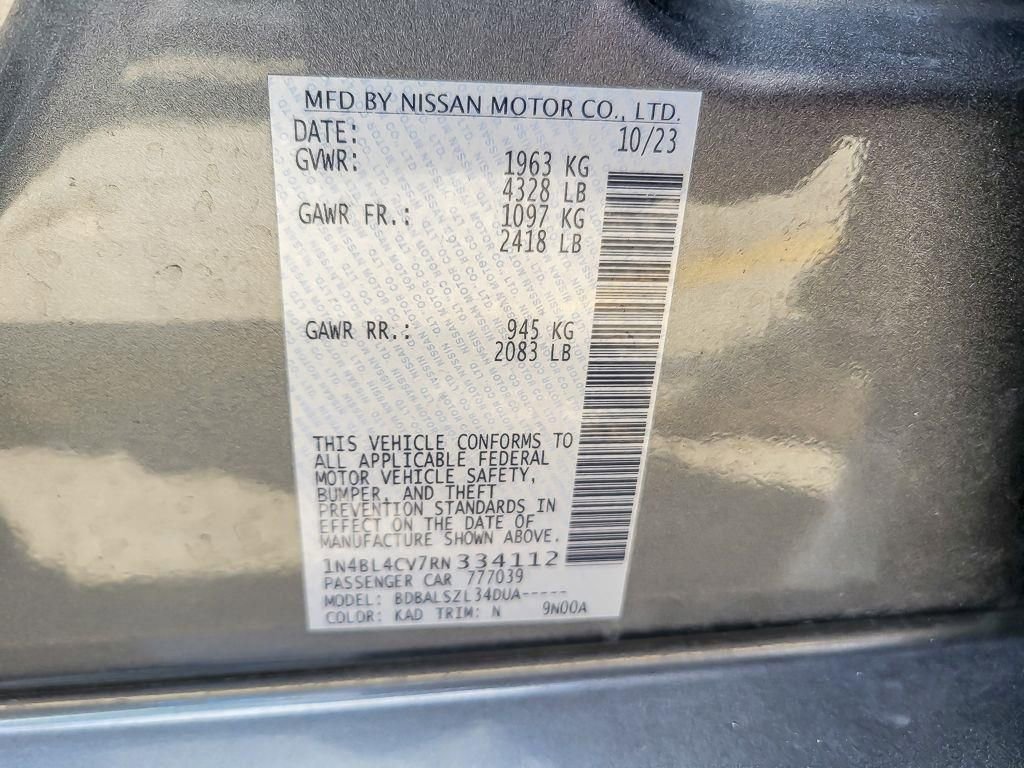 MFD BY NISSAN MOTOR CO., LTD.
DATE: 10/23
GVWR: 1963 KG
4328 LB
GAWR FR.: 1097 KG
2418 LB
GAWR RR.: 945 KG
2083 LB
THIS VEHICLE CONFORMS TO
ALL APPLICABLE FEDERAL
MOTOR VEHICLE SAFETY,
BUMPER, AND THEFT
PREVENTION STANDARDS IN
EFFECT ON THE DATE OF
MANUFACTURE SHOWN ABOVE.
1N4BL4CV7RN334112
PASSENGER CAR 777039
MODEL: BDBALSZL34DUA-----
COLOR: KAD TRIM: N 9N00A